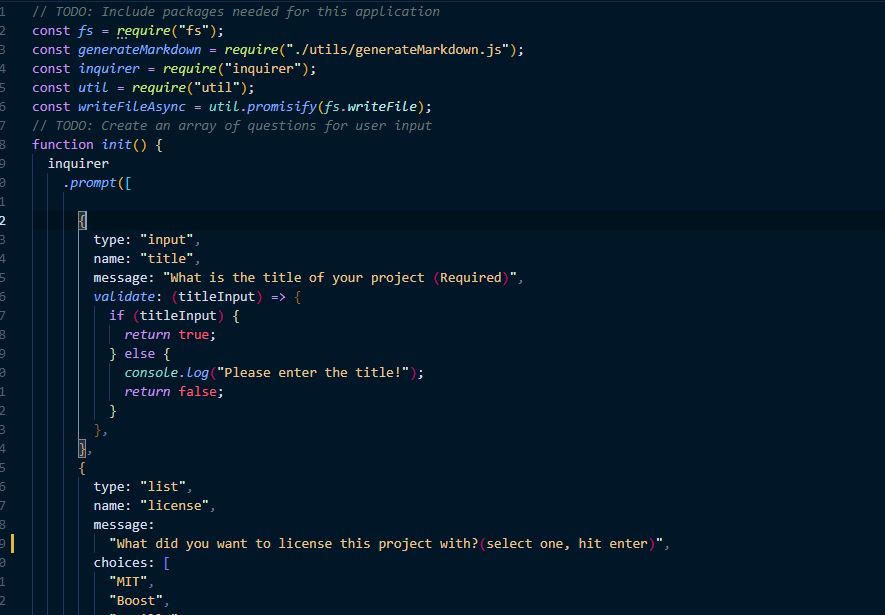 1 // TODO: Include packages needed for this application
2 const fs = require("fs");
3 const generateMarkdown = require("./utils/generateMarkdown.js");
4 const inquirer = require("inquirer");
5 const util = require("util");
6 const writeFileAsync = util.promisify(fs.writeFile);
7 // TODO: Create an array of questions for user input
8 function init() {
9 inquirer
0 .prompt([
1
2 {
3 type: "input",
4 name: "title",
5 message: "What is the title of your project (Required)",
6 validate: (titleInput) => {
7 if (titleInput) {
8 return true;
9 } else {
0 console.log("Please enter the title!");
1 return false;
2 }
3 },
4 },
5 {
6 type: "list",
7 name: "license",
8 message:
9 "What did you want to license this project with?(select one, hit enter)",
0 choices: [
1 "MIT",
2 "Boost",